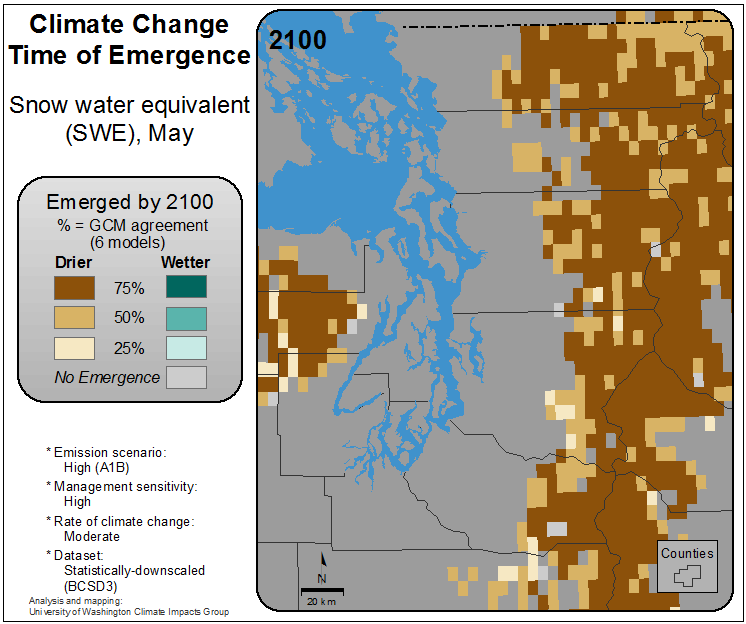 Climate Change
Time of Emergence
Snow water equivalent
(SWE), May
Emerged by 2100
% = GCM agreement
(6 models)
Drier Wetter
75%
50%
25%
No Emergence
* Emission scenario:
High (A1B)
* Management sensitivity:
High
* Rate of climate change:
Moderate
* Dataset:
Statistically-downscaled
(BCSD3)
Analysis and mapping:
University of Washington Climate Impacts Group
2100
N
20 km
Counties